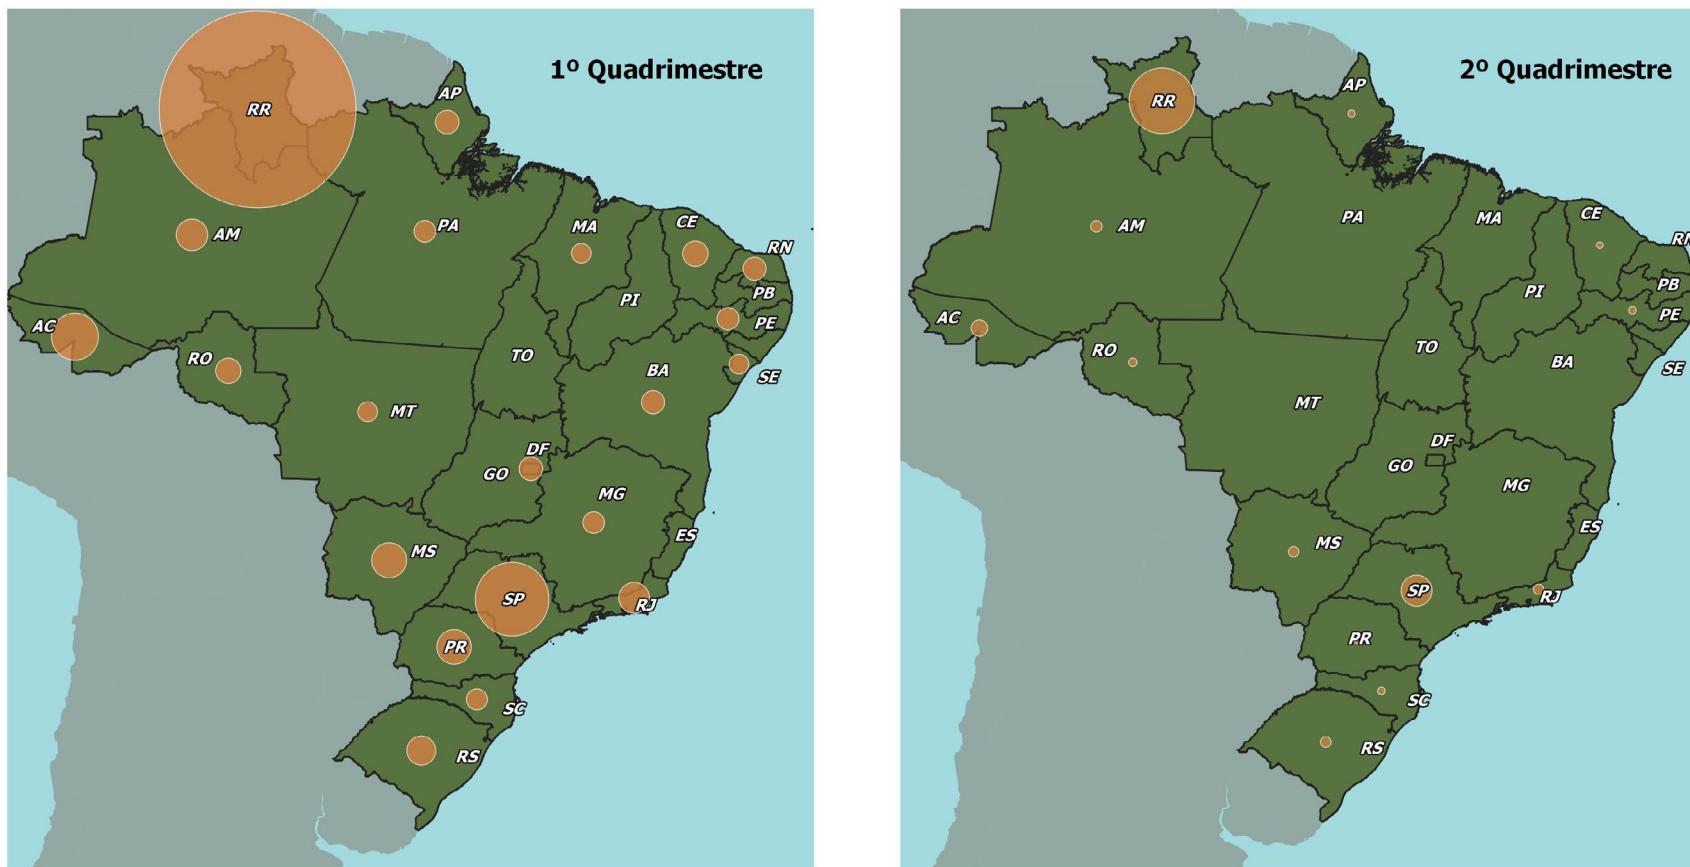 1º Quadrimestre
RR
AP
AM
PA
MA
CE
RN
PB
PI
PE
AC
RO
TO
BA
SE
MT
DF
GO
MG
MS
ES
SP
RJ
PR
SC
RS
2º Quadrimestre
RR
AP
AM
PA
MA
CE
RN
PB
PI
PE
AC
RO
TO
BA
SE
MT
DF
GO
MG
MS
ES
SP
RJ
PR
SC
RS